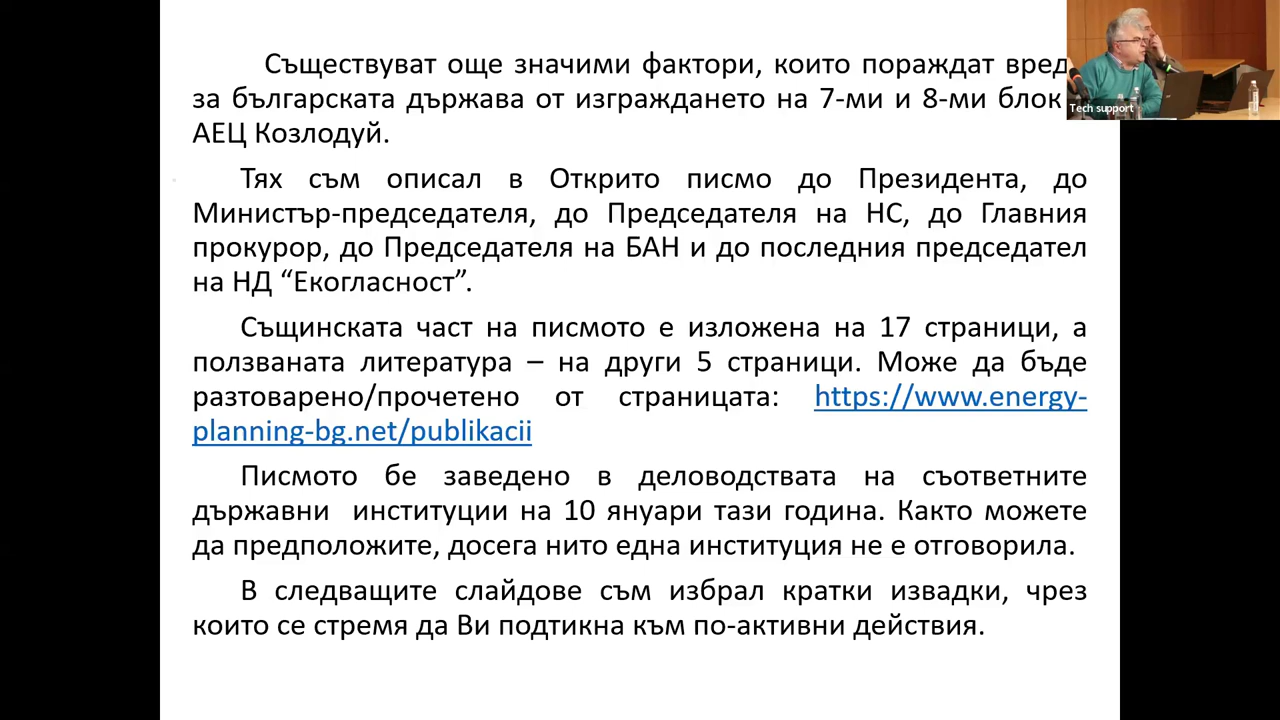 Съществуват още значими фактори, които пораждат вред
за българската държава от изграждането на 7-ми и 8-ми блок
АЕЦ Козлодуй.
Тях съм описал в Открито писмо до Президента, до
Министър-председателя, до Председателя на НС, до Главния
прокурор, до Председателя на БАН и до последния председател
на НД “Екогласност”.
Същинската част на писмото е изложена на 17 страници, а
ползваната литература – на други 5 страници. Може да бъде
разтоварено/прочетено от страницата: https://www.energy-
planning-bg.net/publikacii
Писмото бе заведено в деловодствата на съответните
държавни институции на 10 януари тази година. Както можете
да предположите, досега нито една институция не е отговорила.
В следващите слайдове съм избрал кратки извадки, чрез
които се стремя да Ви подтикна към по-активни действия.
Tech support